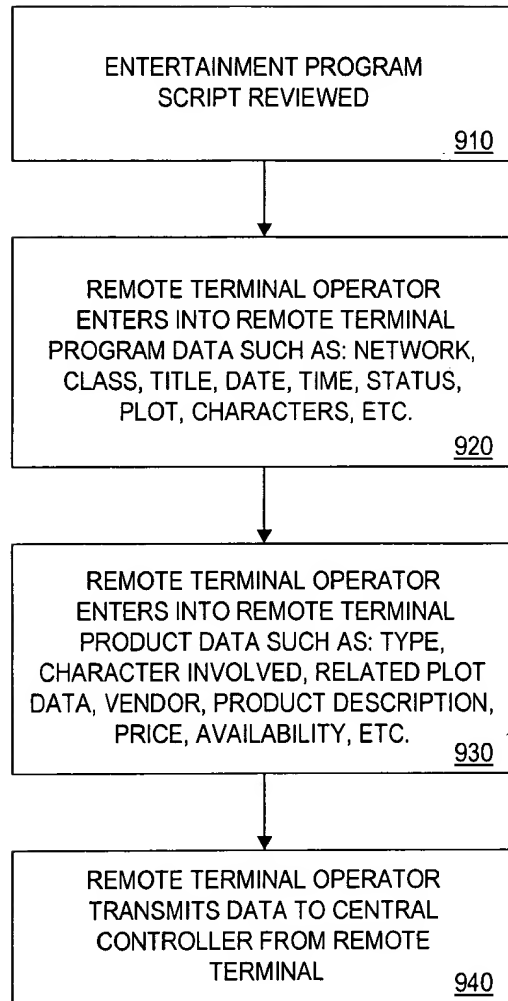 ENTERTAINMENT PROGRAM
SCRIPT REVIEWED
910
REMOTE TERMINAL OPERATOR
ENTERS INTO REMOTE TERMINAL
PROGRAM DATA SUCH AS: NETWORK,
CLASS, TITLE, DATE, TIME, STATUS,
PLOT, CHARACTERS, ETC.
920
REMOTE TERMINAL OPERATOR
ENTERS INTO REMOTE TERMINAL
PRODUCT DATA SUCH AS: TYPE,
CHARACTER INVOLVED, RELATED PLOT
DATA, VENDOR, PRODUCT DESCRIPTION,
PRICE, AVAILABILITY, ETC.
930
REMOTE TERMINAL OPERATOR
TRANSMITS DATA TO CENTRAL
CONTROLLER FROM REMOTE
TERMINAL
940